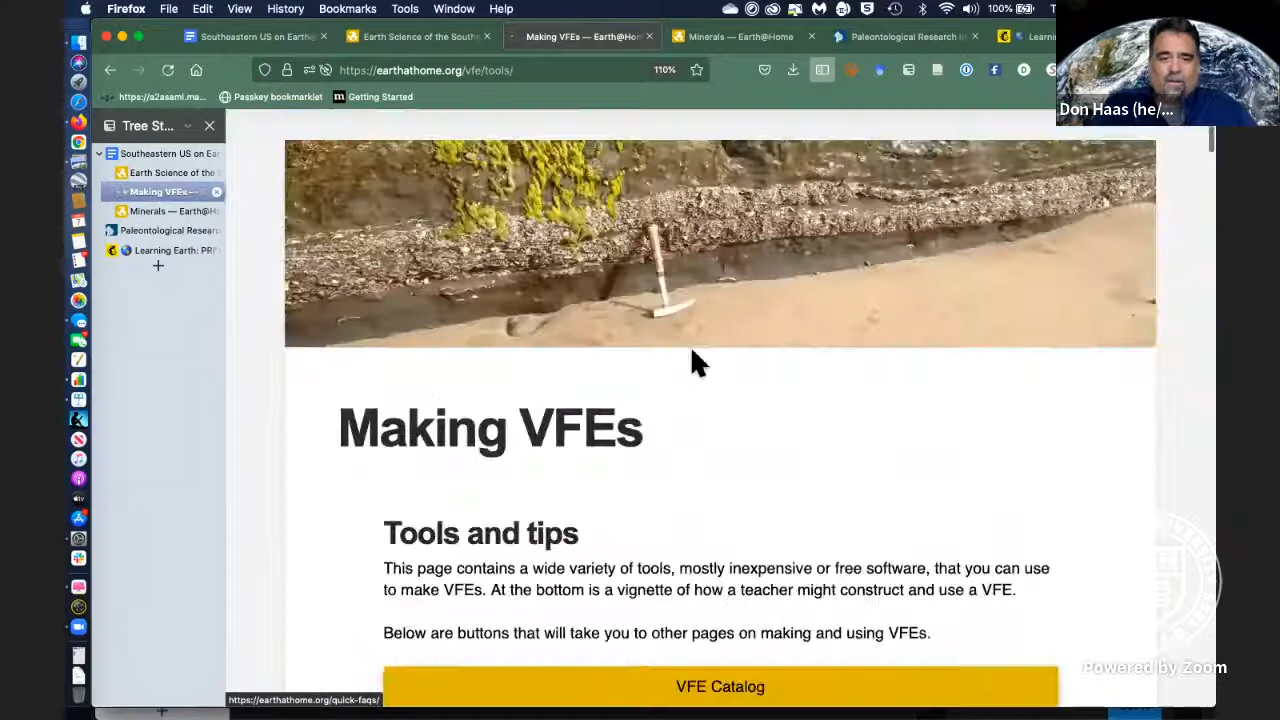 Firefox File Edit View History Bookmarks Tools Window Help
100%
Southeastern US on Earth@
Earth Science of the South
Making VFEs — Earth@Hom
Minerals — Earth@Home
Paleontological Research In
Le
https://earthathome.org/vfe/tools/
110%
https://a2asaml.ma...
Passkey bookmarklet
Getting Started
Don Haas (he/...
Tree St...
Southeastern US on Ear
Earth Science of the S
Making VFEs —
Minerals — Earth@Ho
Paleontological Resear
Learning Earth: PRI'
Making VFEs
Tools and tips
This page contains a wide variety of tools, mostly inexpensive or free software, that you can use
to make VFEs. At the bottom is a vignette of how a teacher might construct and use a VFE.
Below are buttons that will take you to other pages on making and using VFEs.
VFE Catalog
https://earthathome.org/quick-faqs/
Powered by Zoom